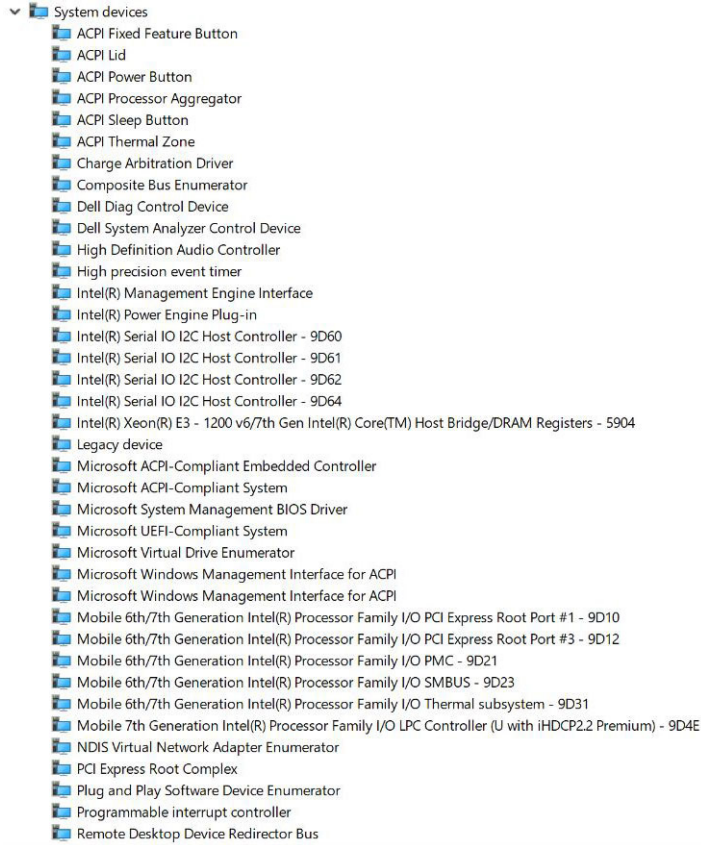 System devices
ACPI Fixed Feature Button
ACPI Lid
ACPI Power Button
ACPI Processor Aggregator
ACPI Sleep Button
ACPI Thermal Zone
Charge Arbitration Driver
Composite Bus Enumerator
Dell Diag Control Device
Dell System Analyzer Control Device
High Definition Audio Controller
High precision event timer
Intel(R) Management Engine Interface
Intel(R) Power Engine Plug-in
Intel(R) Serial IO I2C Host Controller - 9D60
Intel(R) Serial IO I2C Host Controller - 9D61
Intel(R) Serial IO I2C Host Controller - 9D62
Intel(R) Serial IO I2C Host Controller - 9D64
Intel(R) Xeon(R) E3 - 1200 v6/7th Gen Intel(R) Core(TM) Host Bridge/DRAM Registers - 5904
Legacy device
Microsoft ACPI-Compliant Embedded Controller
Microsoft ACPI-Compliant System
Microsoft System Management BIOS Driver
Microsoft UEFI-Compliant System
Microsoft Virtual Drive Enumerator
Microsoft Windows Management Interface for ACPI
Microsoft Windows Management Interface for ACPI
Mobile 6th/7th Generation Intel(R) Processor Family I/O PCI Express Root Port #1 - 9D10
Mobile 6th/7th Generation Intel(R) Processor Family I/O PCI Express Root Port #3 - 9D12
Mobile 6th/7th Generation Intel(R) Processor Family I/O PMC - 9D21
Mobile 6th/7th Generation Intel(R) Processor Family I/O SMBUS - 9D23
Mobile 6th/7th Generation Intel(R) Processor Family I/O Thermal subsystem - 9D31
Mobile 7th Generation Intel(R) Processor Family I/O LPC Controller (U with iHDCP2.2 Premium) - 9D4E
NDIS Virtual Network Adapter Enumerator
PCI Express Root Complex
Plug and Play Software Device Enumerator
Programmable interrupt controller
Remote Desktop Device Redirector Bus